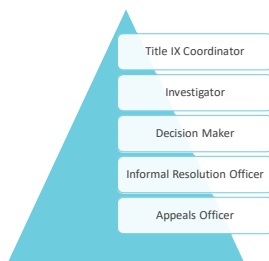 Title IX Coordinator
Investigator
Decision Maker
Informal Resolution Officer
Appeals Officer